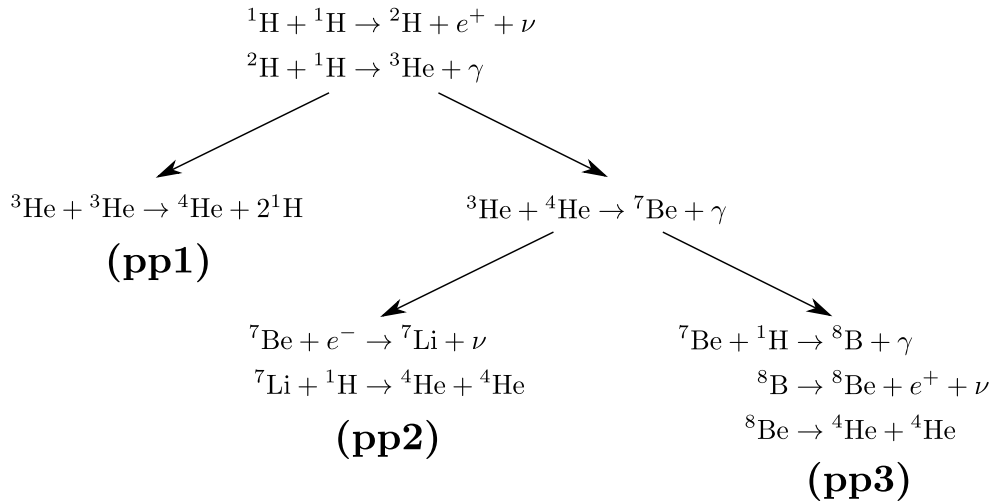 ¹H + ¹H → ²H + e⁺ + ν
²H + ¹H → ³He + γ
³He + ³He → ⁴He + 2¹H
(pp1)
³He + ⁴He → ⁷Be + γ
⁷Be + e⁻ → ⁷Li + ν
⁷Li + ¹H → ⁴He + ⁴He
(pp2)
⁷Be + ¹H → ⁸B + γ
⁸B → ⁸Be + e⁺ + ν
⁸Be → ⁴He + ⁴He
(pp3)